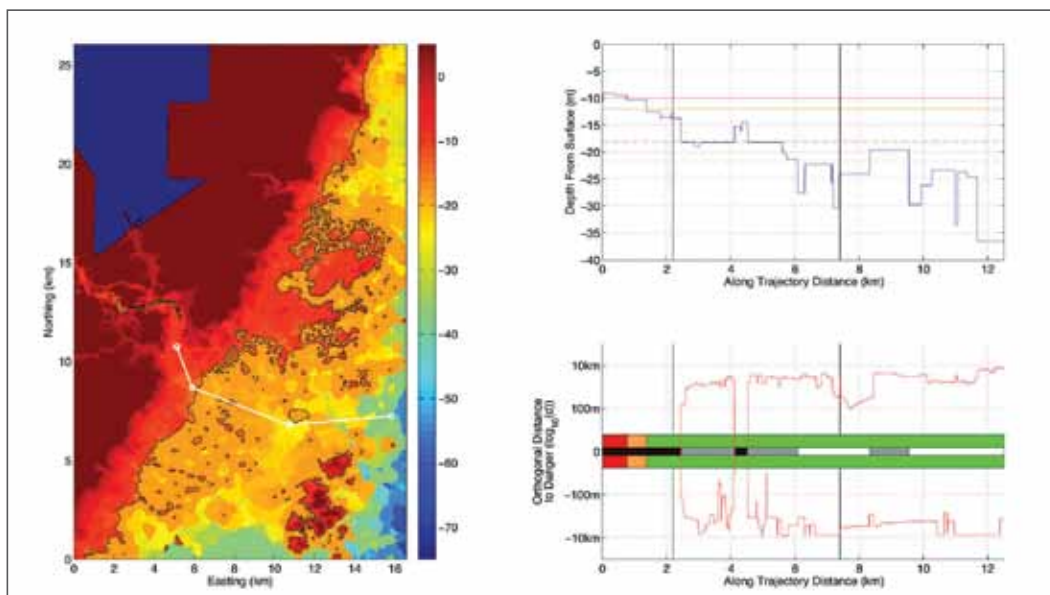 25
20
15
10
5
0
Northing (km)
0 2 4 6 8 10 12 14 16
Easting (km)
0
−10
−20
−30
−40
−50
−60
−70
0
−5
−10
−15
−20
−25
−30
−35
−40
Depth From Surface (m)
0 2 4 6 8 10 12
Along Trajectory Distance (km)
10km
100m
0
−100m
−10km
Orthogonal Distance
to Danger (log10(d))
0 2 4 6 8 10 12
Along Trajectory Distance (km)